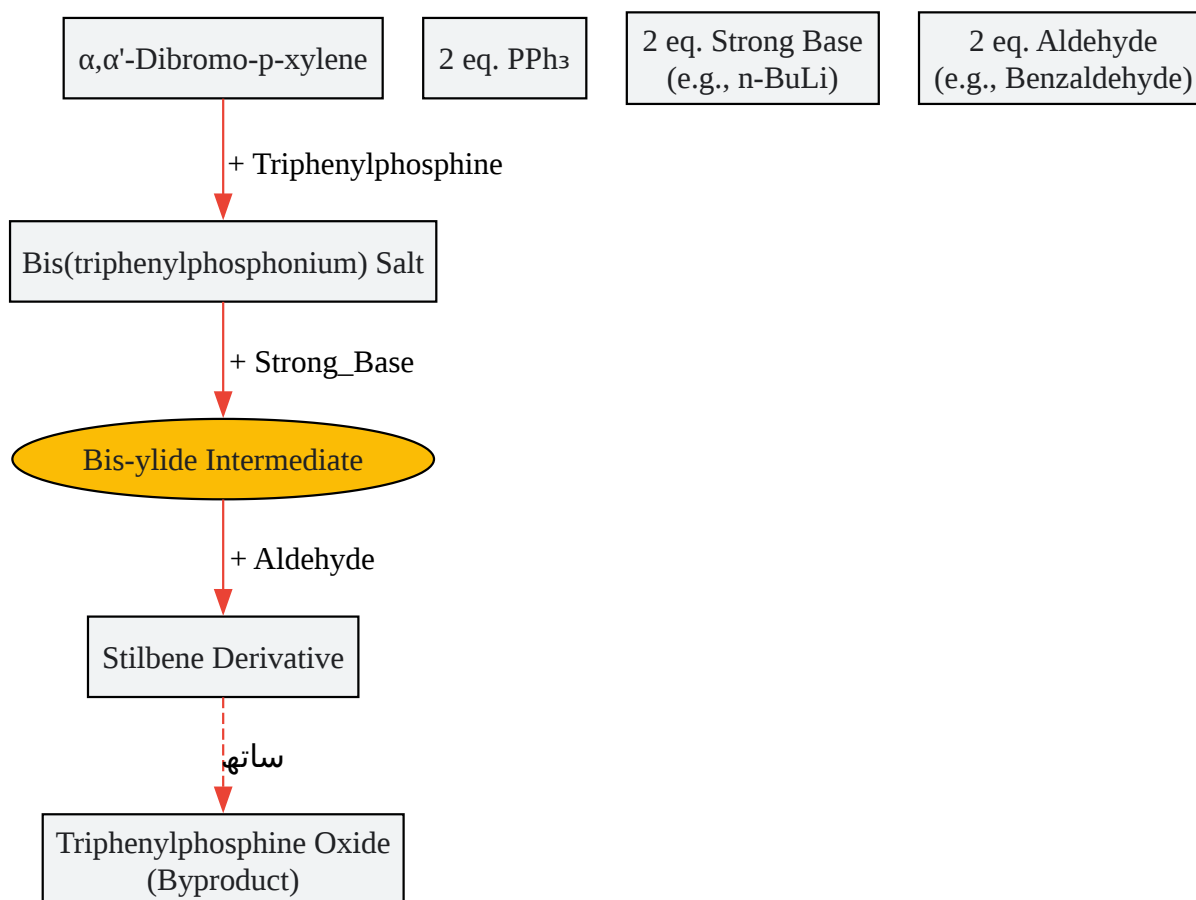 α,α'-Dibromo-p-xylene
2 eq. PPh₃
2 eq. Strong Base
(e.g., n-BuLi)
2 eq. Aldehyde
(e.g., Benzaldehyde)
+ Triphenylphosphine
Bis(triphenylphosphonium) Salt
+ Strong_Base
Bis-ylide Intermediate
+ Aldehyde
Stilbene Derivative
ساتھ
Triphenylphosphine Oxide
(Byproduct)